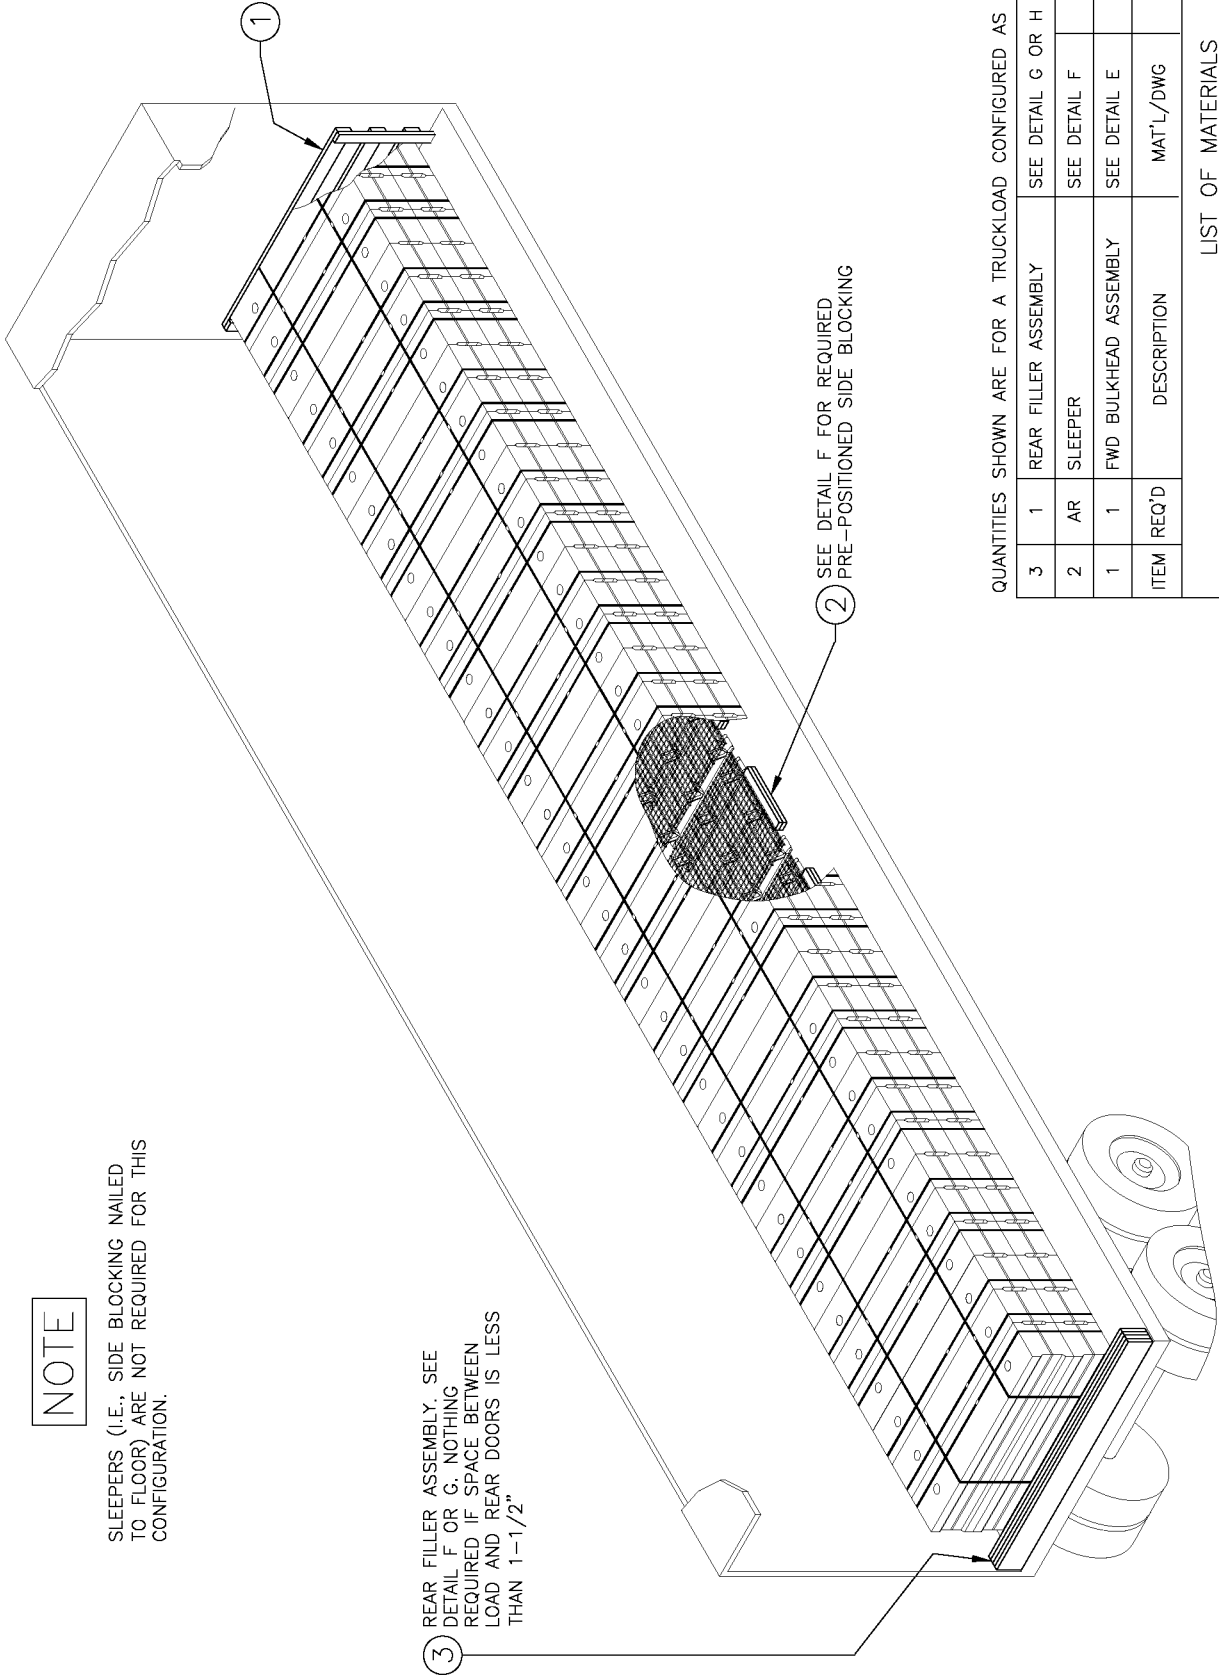 NOTE
SLEEPERS (I.E., SIDE BLOCKING NAILED
TO FLOOR) ARE NOT REQUIRED FOR THIS
CONFIGURATION.
3
REAR FILLER ASSEMBLY. SEE
DETAIL F OR G. NOTHING
REQUIRED IF SPACE BETWEEN
LOAD AND REAR DOORS IS LESS
THAN 1-1/2"
1
2
SEE DETAIL F FOR REQUIRED
PRE-POSITIONED SIDE BLOCKING
QUANTITIES SHOWN ARE FOR A TRUCKLOAD CONFIGURED AS
3 1 REAR FILLER ASSEMBLY SEE DETAIL G OR H
2 AR SLEEPER SEE DETAIL F
1 1 FWD BULKHEAD ASSEMBLY SEE DETAIL E
ITEM REQ'D DESCRIPTION MAT'L/DWG
LIST OF MATERIALS